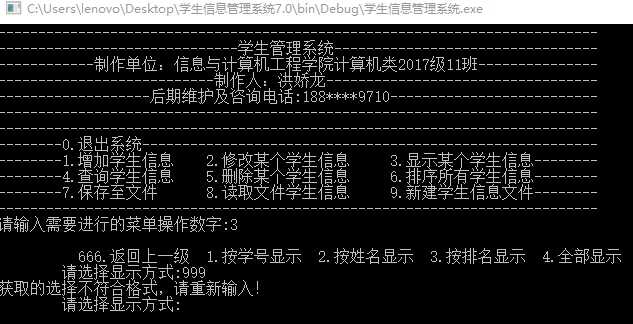 C:\Users\lenovo\Desktop\学生信息管理系统7.0\bin\Debug\学生信息管理系统.exe
---------------------------------------------------------------------------
------------------------------学生管理系统---------------------------------
------------制作单位：信息与计算机工程学院计算机类2017级11班---------------
---------------------------制作人：洪娇龙----------------------------------
-------------------后期维护及咨询电话:188****9710--------------------------
---------------------------------------------------------------------------
---------------------------------------------------------------------------
--------0.退出系统---------------------------------------------------------
--------1.增加学生信息    2.修改某个学生信息     3.显示某个学生信息--------
--------4.查询学生信息    5.删除某个学生信息     6.排序所有学生信息--------
--------7.保存至文件      8.读取文件学生信息     9.新建学生信息文件--------
---------------------------------------------------------------------------
请输入需要进行的菜单操作数字:3
666.返回上一级  1.按学号显示  2.按姓名显示  3.按排名显示  4.全部显示
请选择显示方式:999
获取的选择不符合格式，请重新输入!
请选择显示方式: